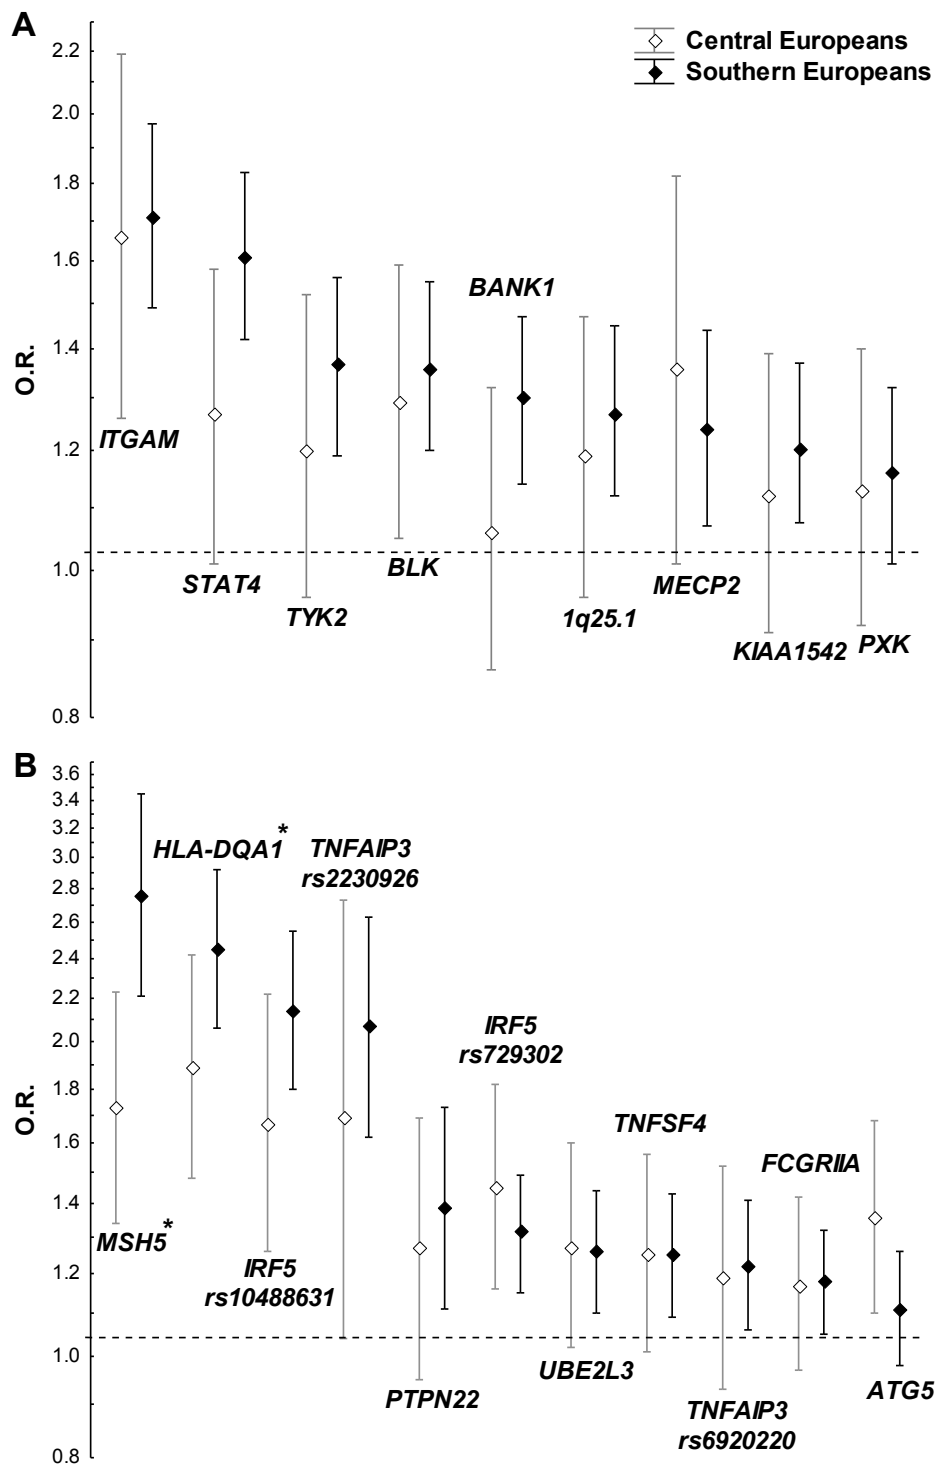 A
Central Europeans
Southern Europeans
O.R.
2.2
2.0
1.8
1.6
1.4
1.2
1.0
0.8
ITGAM
STAT4
TYK2
BLK
BANK1
1q25.1
MECP2
KIAA1542
PXK
B
O.R.
3.6
3.4
3.2
3.0
2.8
2.6
2.4
2.2
2.0
1.8
1.6
1.4
1.2
1.0
0.8
MSH5*
HLA-DQA1*
IRF5
rs10488631
TNFAIP3
rs2230926
PTPN22
IRF5
rs729302
UBE2L3
TNFSF4
TNFAIP3
rs6920220
FCGRIIA
ATG5